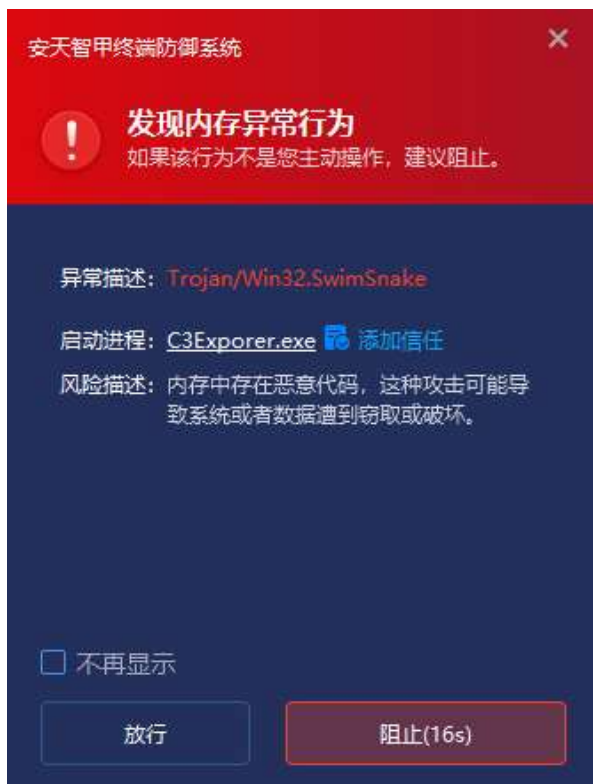 安天智甲终端防御系统
发现内存异常行为
如果该行为不是您主动操作，建议阻止。
异常描述：Trojan/Win32.SwimSnake
启动进程：C3Exporer.exe 添加信任
风险描述：内存中存在恶意代码，这种攻击可能导
致系统或者数据遭到窃取或破坏。
不再显示
放行 阻止(16s)